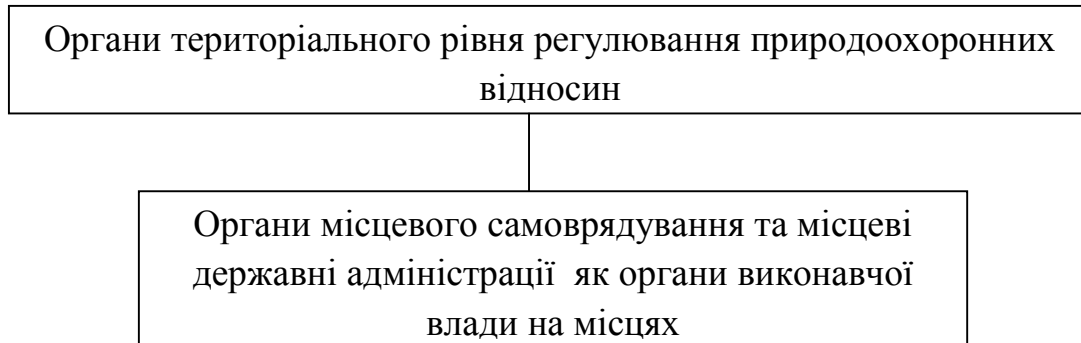 Органи територіального рівня регулювання природоохоронних
відносин
Органи місцевого самоврядування та місцеві
державні адміністрації як органи виконавчої
влади на місцях